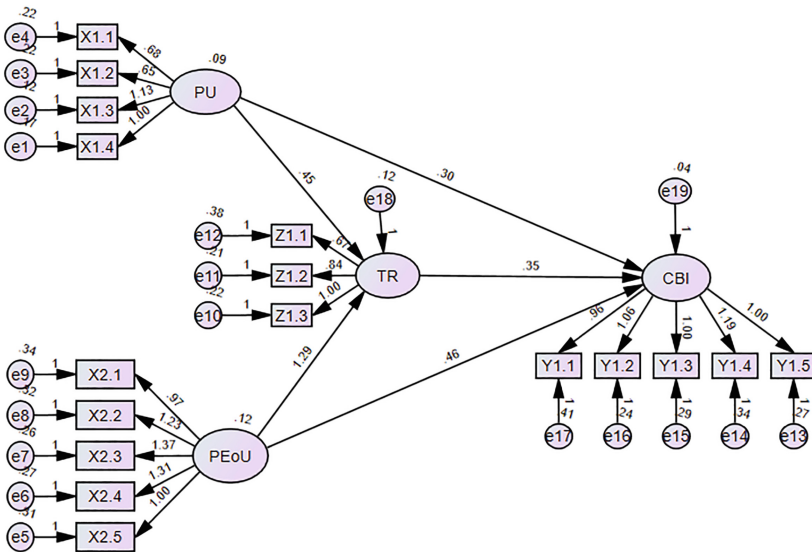 .22
e4 1 X1.1 .68 .09
.22
e3 1 X1.2 .65
PU
.12
e2 1 X1.3 1.13
.17
e1 1 X1.4 1.00
.45 .30
.12 .04
e18 e19
1 1
.38
e12 1 Z1.1 .67
.21
e11 1 Z1.2 .84 TR .35 CBI
.22
e10 1 Z1.3 1.00
1.29 .46
.96 1.06 1.00 1.19 1.00
Y1.1 Y1.2 Y1.3 Y1.4 Y1.5
1 1 1 1 1
.41 .24 .29 .34 .27
e17 e16 e15 e14 e13
.34
e9 1 X2.1 .97
.32
e8 1 X2.2 1.23 .12
.26
e7 1 X2.3 1.37 PEoU
.27
e6 1 X2.4 1.31
.31
e5 1 X2.5 1.00